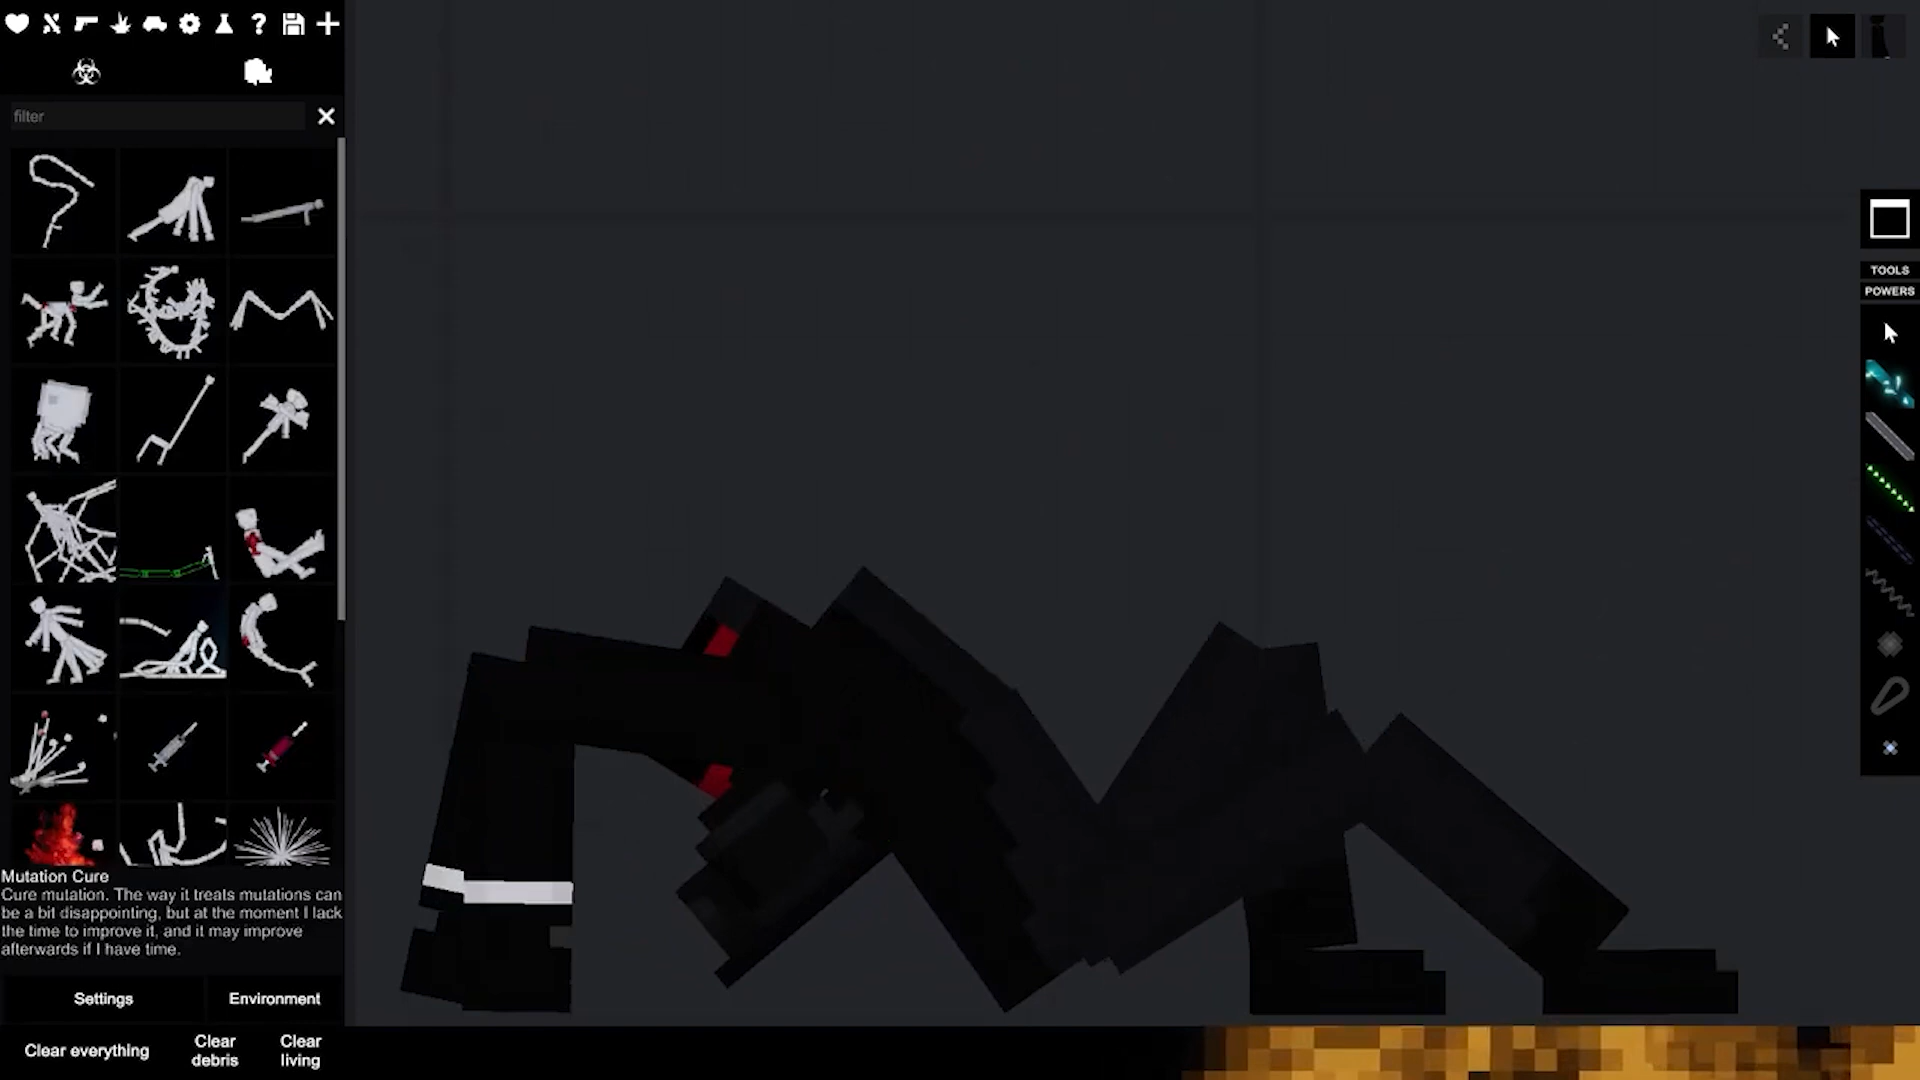 filter
TOOLS
POWERS
Mutation Cure
Cure mutation. The way it treats mutations can
be a bit disappointing, but at the moment I lack
the time to improve it, and it may improve
afterwards if I have time.
Settings
Environment
Clear everything
Clear
debris
Clear
living